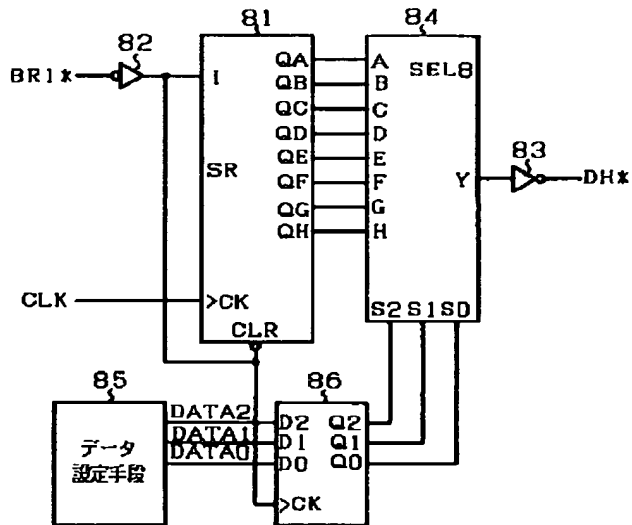 81
82
84
BR1*
I
SR
QA
QB
QC
QD
QE
QF
QG
QH
A
B
C
D
E
F
G
H
SEL8
Y
83
DH*
CLK
>CK
CLR
S2 S1 S0
85
86
データ
設定手段
DATA2
DATA1
DATA0
D2
D1
D0
Q2
Q1
Q0
>CK